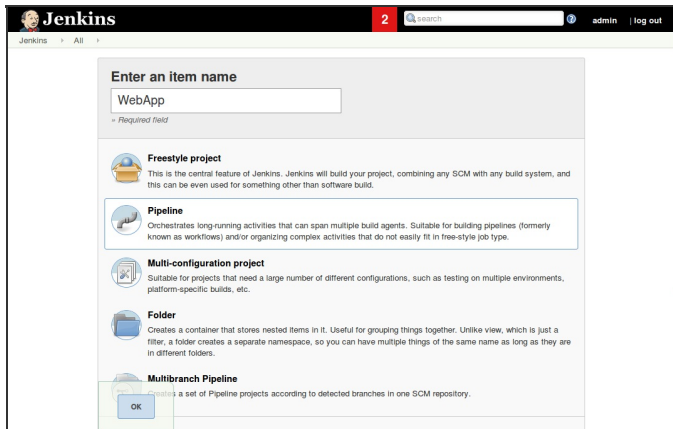 Jenkins
2
search
admin
| log out
Jenkins
All
Enter an item name
WebApp
» Required field
Freestyle project
This is the central feature of Jenkins. Jenkins will build your project, combining any SCM with any build system, and
this can be even used for something other than software build.
Pipeline
Orchestrates long-running activities that can span multiple build agents. Suitable for building pipelines (formerly
known as workflows) and/or organizing complex activities that do not easily fit in free-style job type.
Multi-configuration project
Suitable for projects that need a large number of different configurations, such as testing on multiple environments,
platform-specific builds, etc.
Folder
Creates a container that stores nested items in it. Useful for grouping things together. Unlike view, which is just a
filter, a folder creates a separate namespace, so you can have multiple things of the same name as long as they are
in different folders.
Multibranch Pipeline
Creates a set of Pipeline projects according to detected branches in one SCM repository.
OK